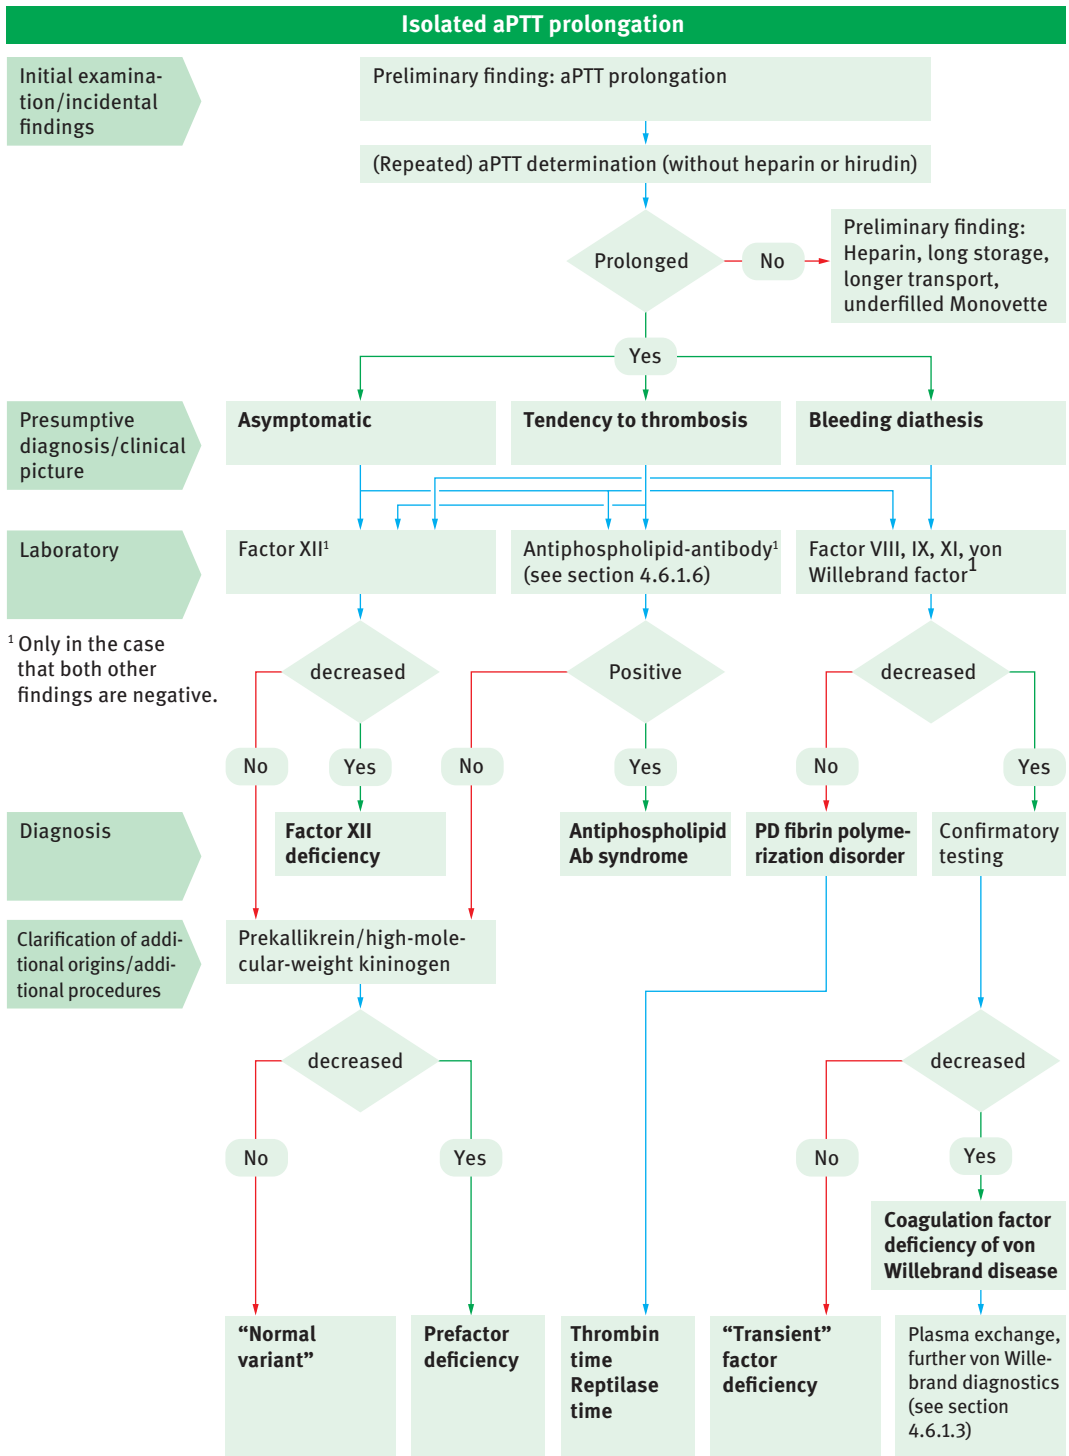 Isolated aPTT prolongation
Initial examina-
tion/incidental
findings
Preliminary finding: aPTT prolongation
(Repeated) aPTT determination (without heparin or hirudin)
Prolonged
No
Preliminary finding:
Heparin, long storage,
longer transport,
underfilled Monovette
Yes
Presumptive
diagnosis/clinical
picture
Asymptomatic
Tendency to thrombosis
Bleeding diathesis
Laboratory
Factor XII¹
Antiphospholipid-antibody¹
(see section 4.6.1.6)
Factor VIII, IX, XI, von
Willebrand factor¹
¹ Only in the case
that both other
findings are negative.
decreased
Positive
decreased
No
Yes
No
Yes
No
Yes
Diagnosis
Factor XII
deficiency
Antiphospholipid
Ab syndrome
PD fibrin polyme-
rization disorder
Confirmatory
testing
Clarification of addi-
tional origins/addi-
tional procedures
Prekallikrein/high-mole-
cular-weight kininogen
decreased
decreased
No
Yes
No
Yes
Coagulation factor
deficiency of von
Willebrand disease
"Normal
variant"
Prefactor
deficiency
Thrombin
time
Reptilase
time
"Transient"
factor
deficiency
Plasma exchange,
further von Wille-
brand diagnostics
(see section
4.6.1.3)